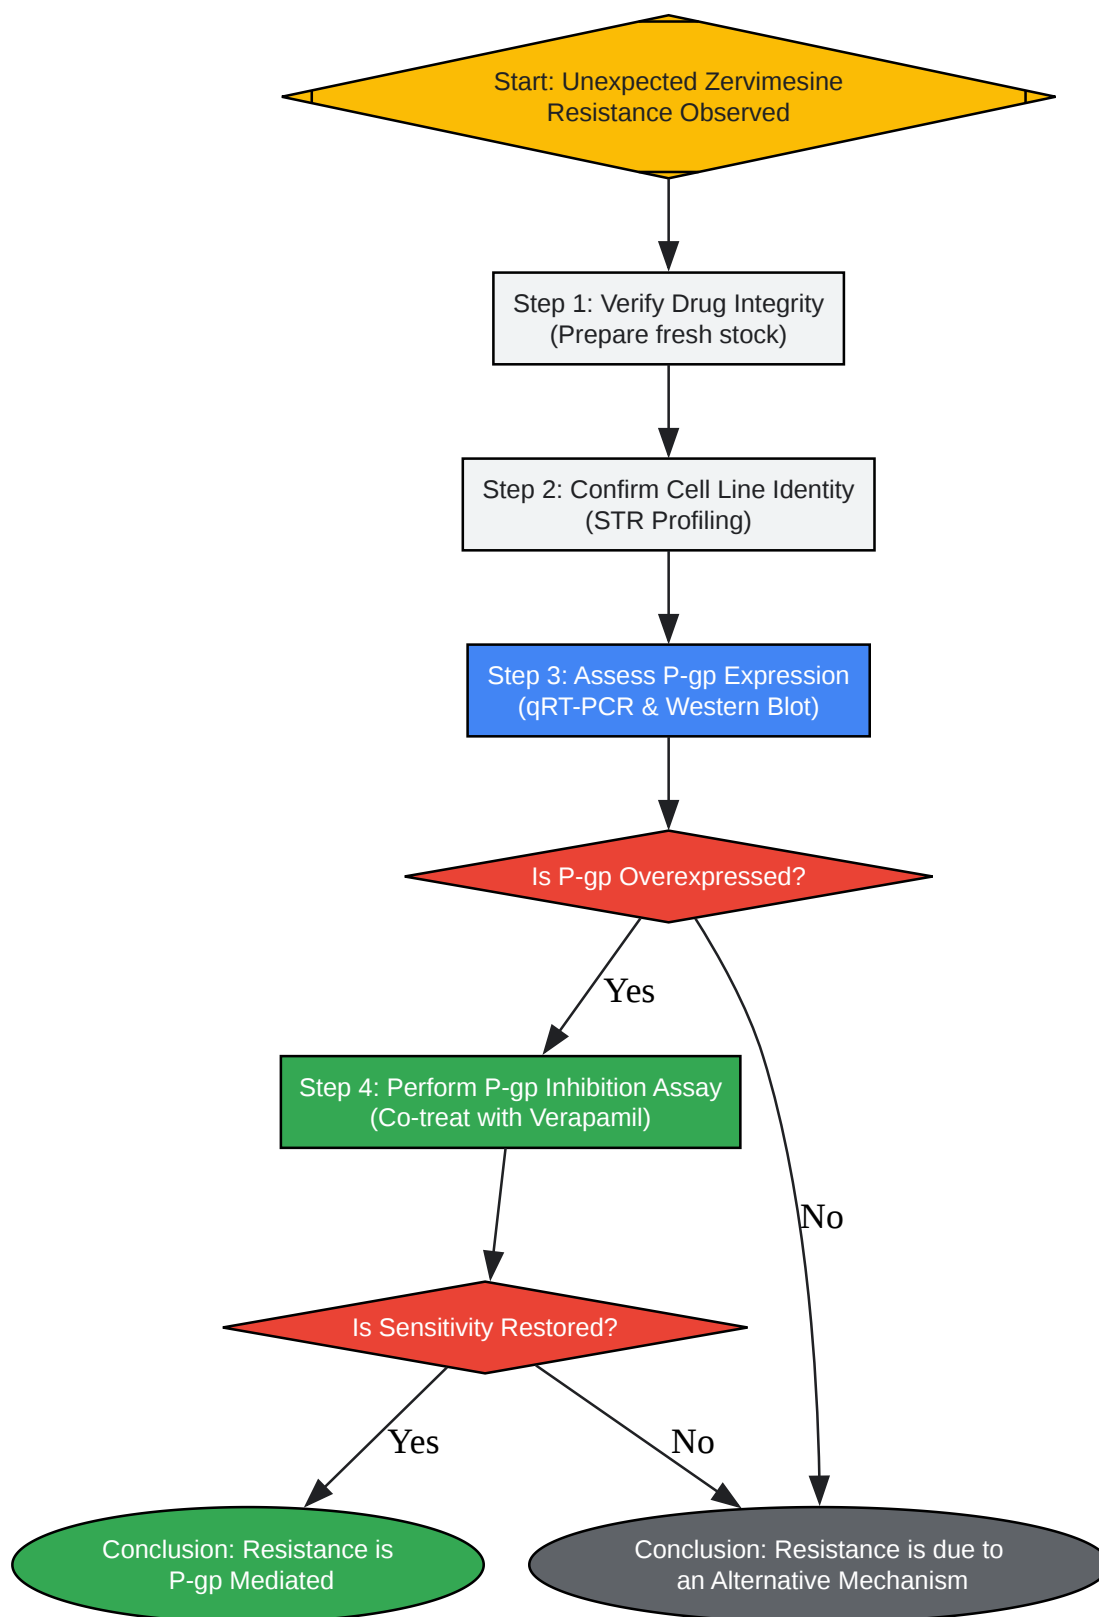 Start: Unexpected Zervimesine
Resistance Observed
Step 1: Verify Drug Integrity
(Prepare fresh stock)
Step 2: Confirm Cell Line Identity
(STR Profiling)
Step 3: Assess P-gp Expression
(qRT-PCR & Western Blot)
Is P-gp Overexpressed?
Yes
Step 4: Perform P-gp Inhibition Assay
(Co-treat with Verapamil)
No
Is Sensitivity Restored?
Yes
No
Conclusion: Resistance is
P-gp Mediated
Conclusion: Resistance is due to
an Alternative Mechanism